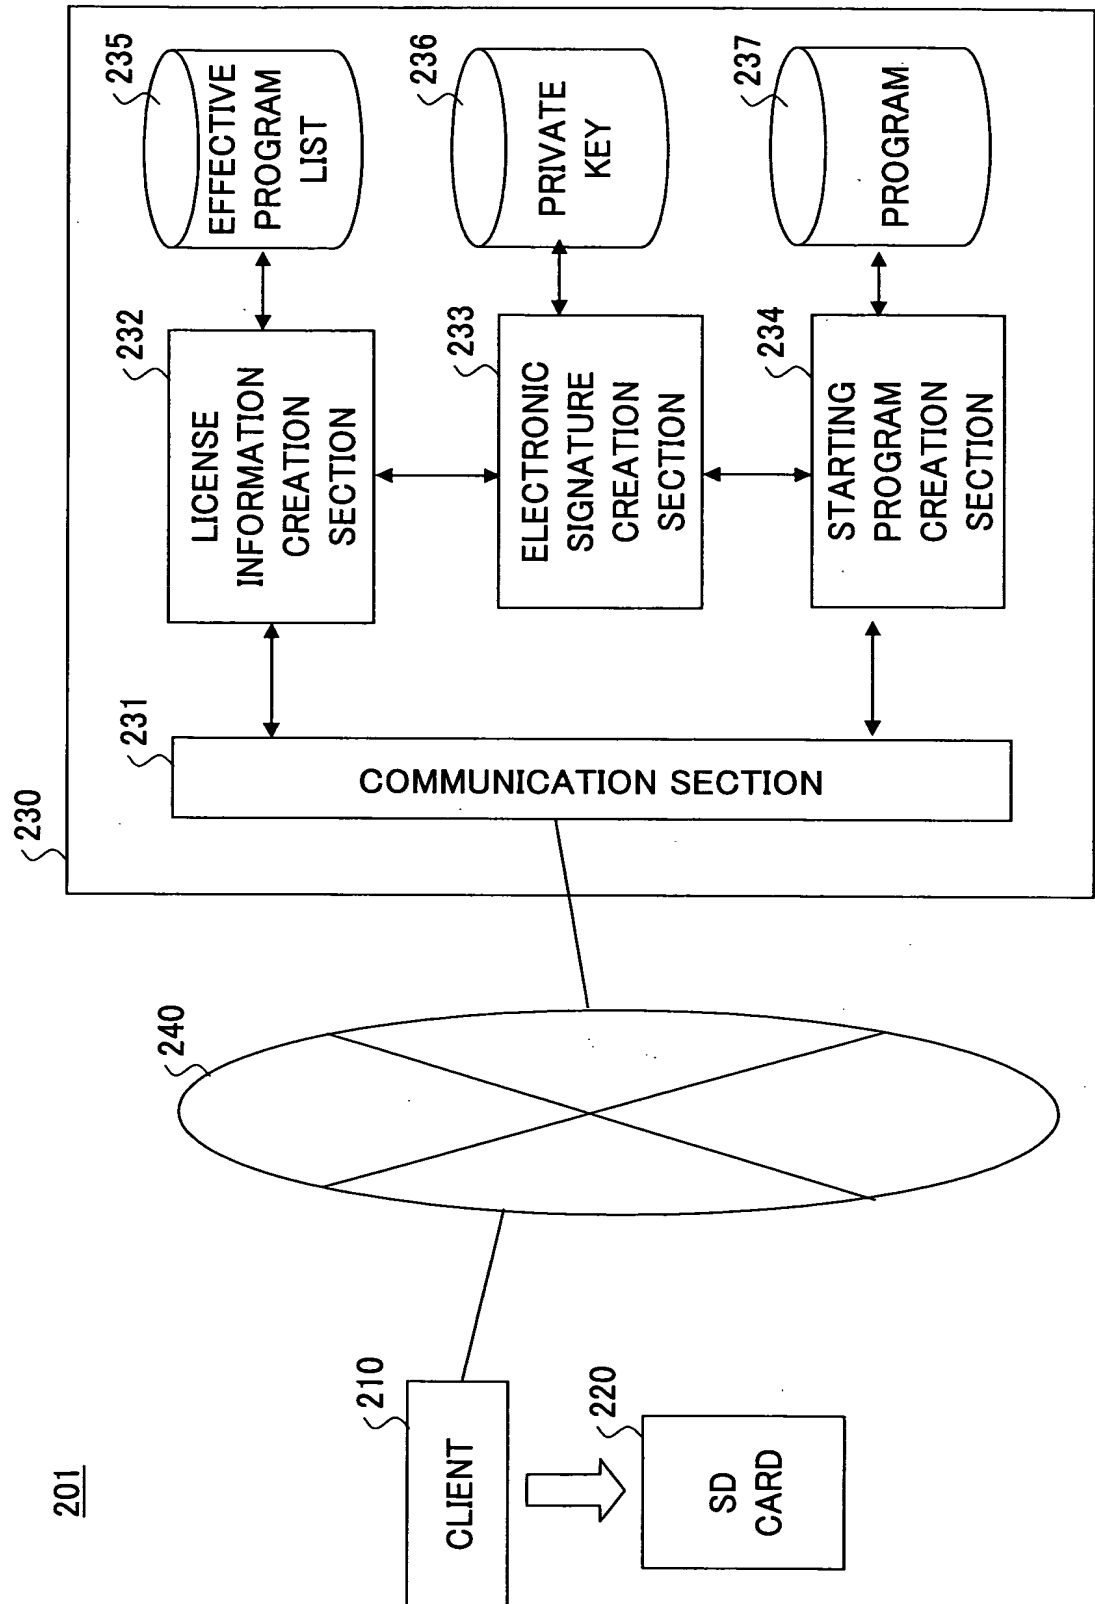 201
CLIENT
210
SD
CARD
220
240
230
COMMUNICATION SECTION
231
LICENSE
INFORMATION
CREATION
SECTION
232
ELECTRONIC
SIGNATURE
CREATION
SECTION
233
STARTING
PROGRAM
CREATION
SECTION
234
EFFECTIVE
PROGRAM
LIST
235
PRIVATE
KEY
236
PROGRAM
237